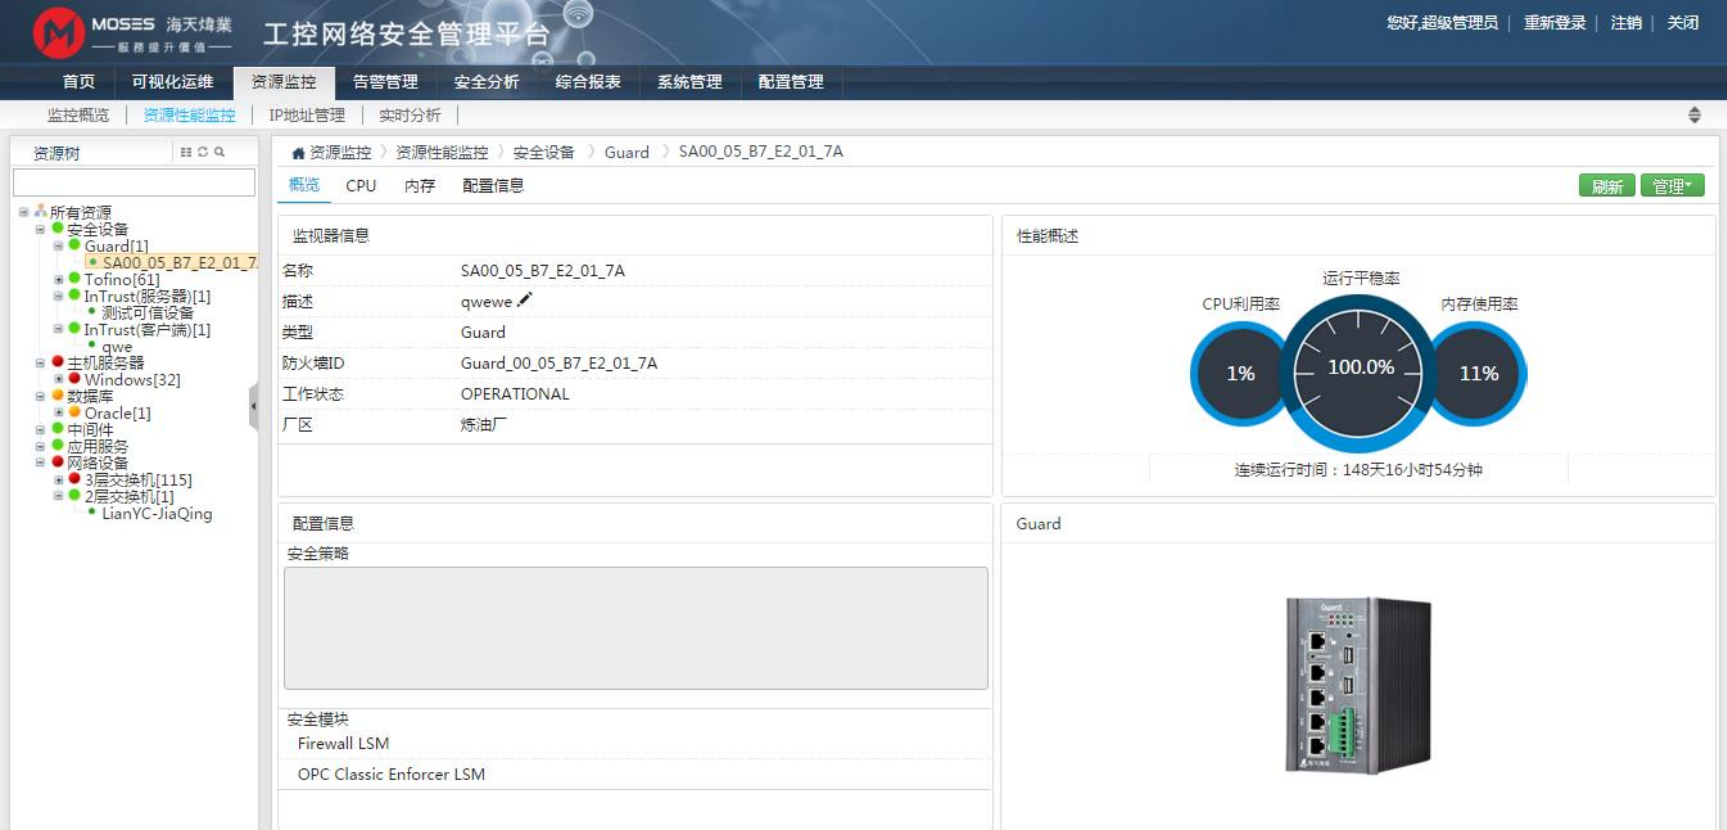 MOSES 海天煒業
服務提升價值
工控网络安全管理平台
您好,超级管理员 | 重新登录 | 注销 | 关闭
首页 可视化运维 资源监控 告警管理 安全分析 综合报表 系统管理 配置管理
监控概览 | 资源性能监控 | IP地址管理 | 实时分析 |
资源树
所有资源
安全设备
Guard[1]
SA00_05_B7_E2_01_7
Tofino[61]
InTrust(服务器)[1]
测试可信设备
InTrust(客户端)[1]
qwe
主机服务器
Windows[32]
数据库
Oracle[1]
中间件
应用服务
网络设备
3层交换机[115]
2层交换机[1]
LianYC-JiaQing
资源监控 〉 资源性能监控 〉 安全设备 〉 Guard 〉 SA00_05_B7_E2_01_7A
概览 CPU 内存 配置信息
刷新 管理
监视器信息
名称 SA00_05_B7_E2_01_7A
描述 qwewe
类型 Guard
防火墙ID Guard_00_05_B7_E2_01_7A
工作状态 OPERATIONAL
厂区 炼油厂
性能概述
运行平稳率
CPU利用率 内存使用率
1% 100.0% 11%
连续运行时间：148天16小时54分钟
配置信息
安全策略
安全模块
Firewall LSM
OPC Classic Enforcer LSM
Guard
Guard